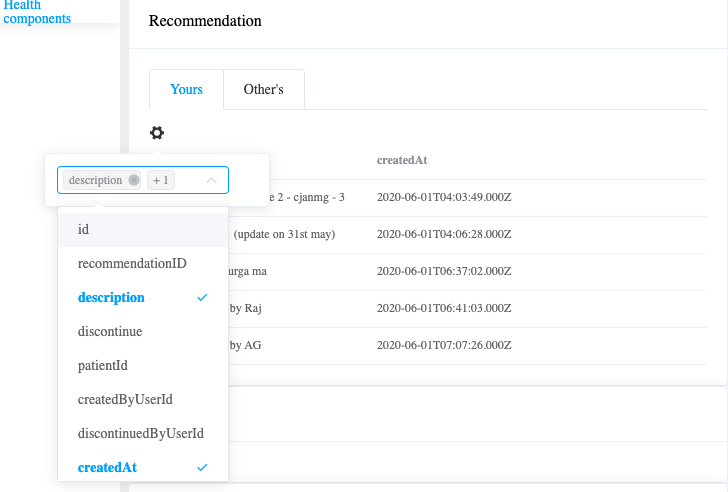 Health
components
Recommendation
Yours
Other's
description
+ 1
createdAt
e 2 - cjanmg - 3
2020-06-01T04:03:49.000Z
(update on 31st may)
2020-06-01T04:06:28.000Z
urga ma
2020-06-01T06:37:02.000Z
by Raj
2020-06-01T06:41:03.000Z
by AG
2020-06-01T07:07:26.000Z
id
recommendationID
description
discontinue
patientId
createdByUserId
discontinuedByUserId
createdAt